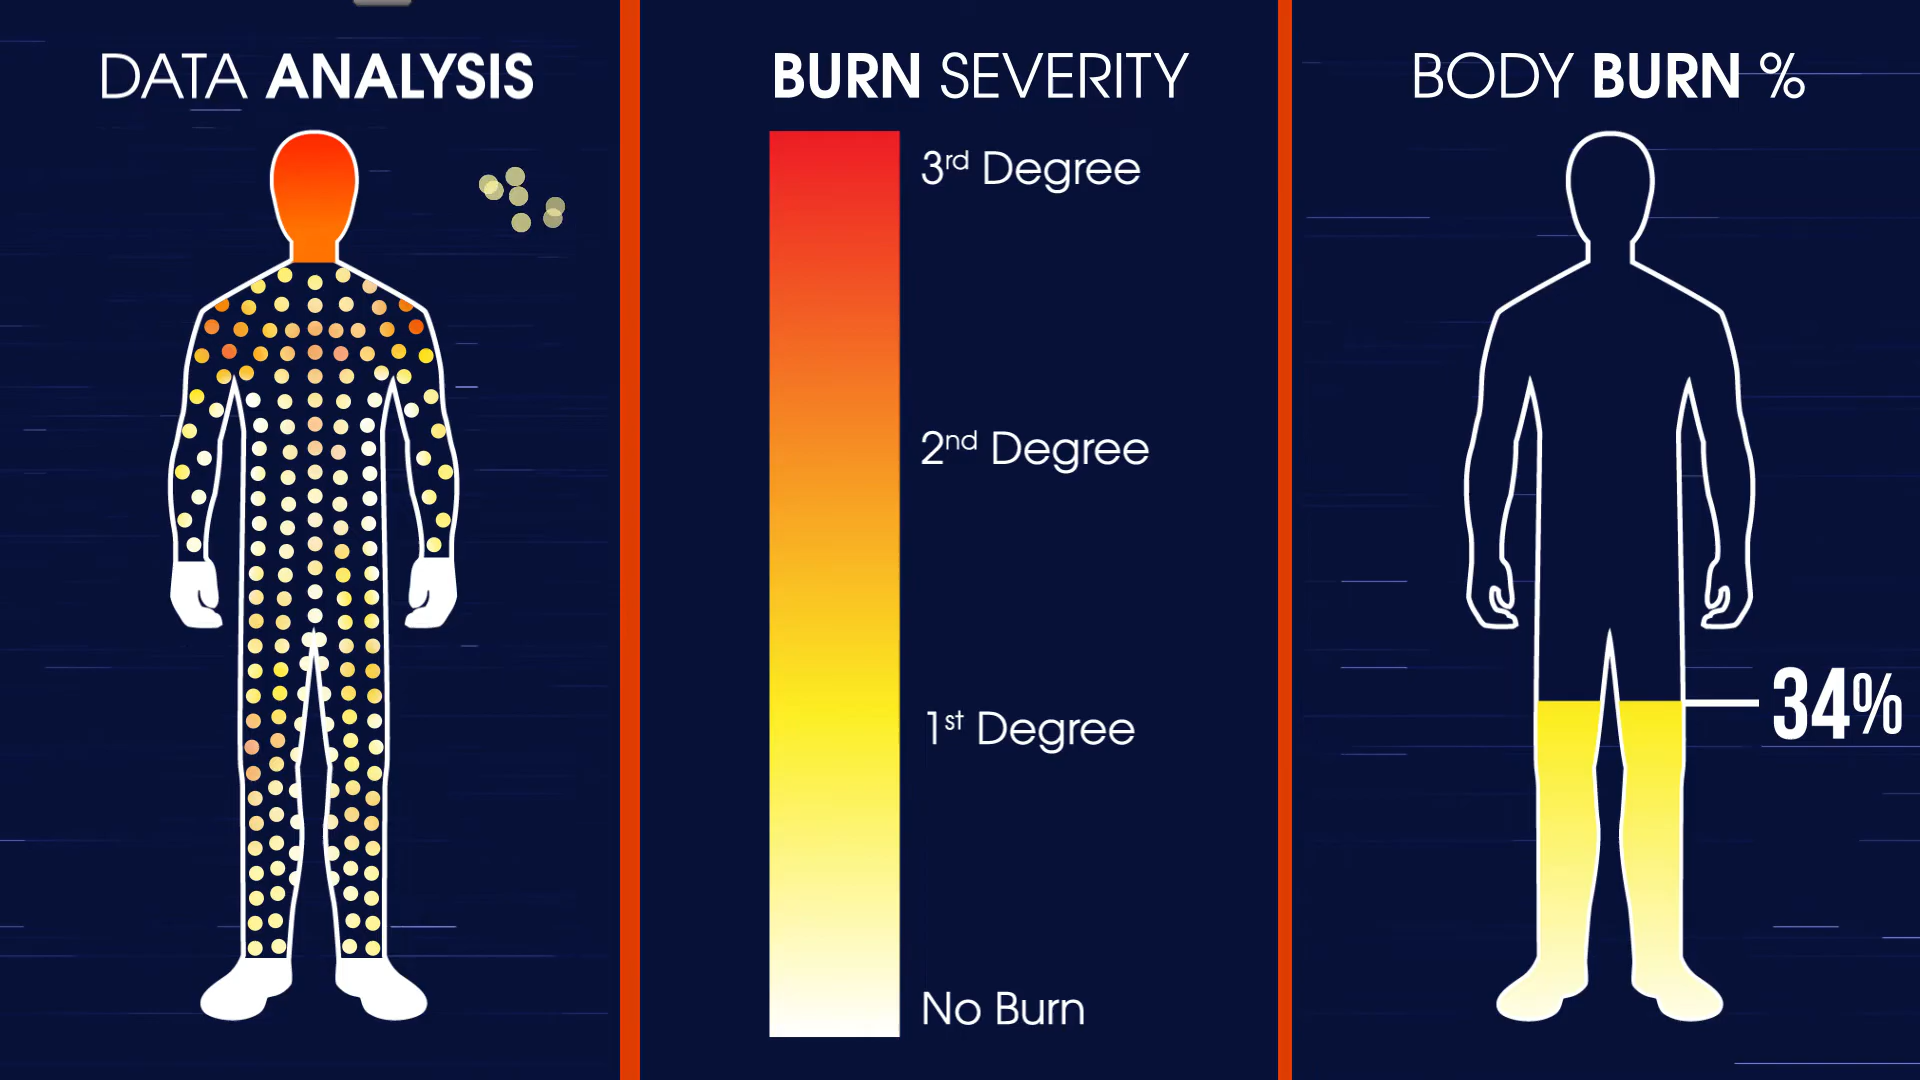 DATA ANALYSIS
BURN SEVERITY
3rd Degree
2nd Degree
1st Degree
No Burn
BODY BURN %
34%